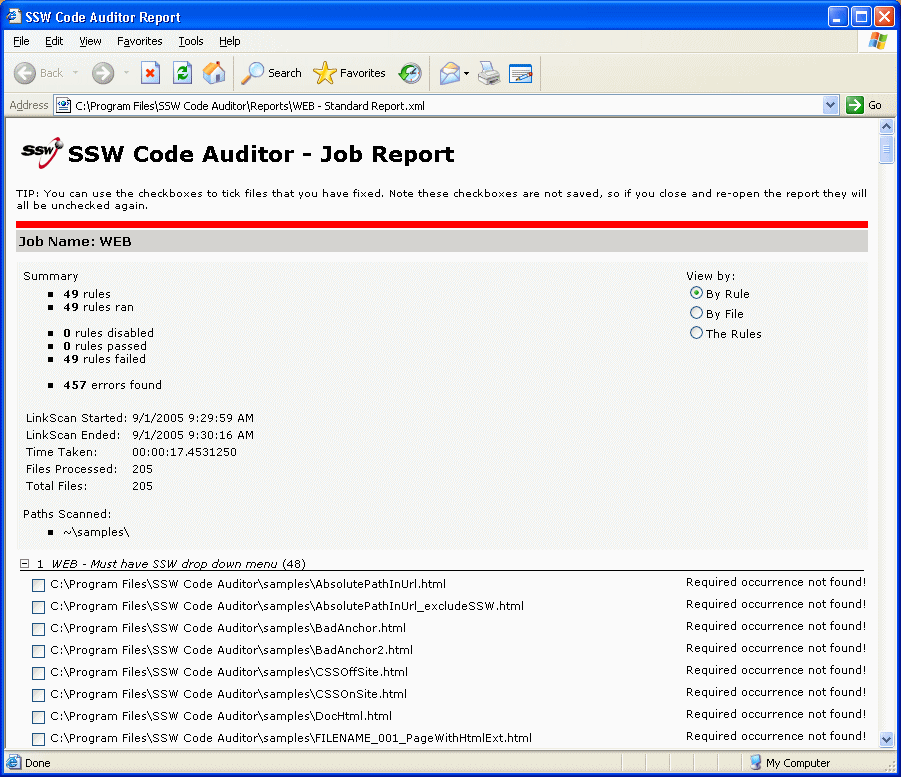 SSW Code Auditor Report
File Edit View Favorites Tools Help
Back Search Favorites
Address C:\Program Files\SSW Code Auditor\Reports\WEB - Standard Report.xml Go
SSW SSW Code Auditor - Job Report
TIP: You can use the checkboxes to tick files that you have fixed. Note these checkboxes are not saved, so if you close and re-open the report they will
all be unchecked again.
Job Name: WEB
Summary
49 rules
49 rules ran
0 rules disabled
0 rules passed
49 rules failed
457 errors found
View by:
By Rule
By File
The Rules
LinkScan Started: 9/1/2005 9:29:59 AM
LinkScan Ended: 9/1/2005 9:30:16 AM
Time Taken: 00:00:17.4531250
Files Processed: 205
Total Files: 205
Paths Scanned:
~\samples\
1 WEB - Must have SSW drop down menu (48)
C:\Program Files\SSW Code Auditor\samples\AbsolutePathInUrl.html Required occurrence not found!
C:\Program Files\SSW Code Auditor\samples\AbsolutePathInUrl_excludeSSW.html Required occurrence not found!
C:\Program Files\SSW Code Auditor\samples\BadAnchor.html Required occurrence not found!
C:\Program Files\SSW Code Auditor\samples\BadAnchor2.html Required occurrence not found!
C:\Program Files\SSW Code Auditor\samples\CSSOffSite.html Required occurrence not found!
C:\Program Files\SSW Code Auditor\samples\CSSOnSite.html Required occurrence not found!
C:\Program Files\SSW Code Auditor\samples\DocHtml.html Required occurrence not found!
C:\Program Files\SSW Code Auditor\samples\FILENAME_001_PageWithHtmlExt.html Required occurrence not found!
Done My Computer